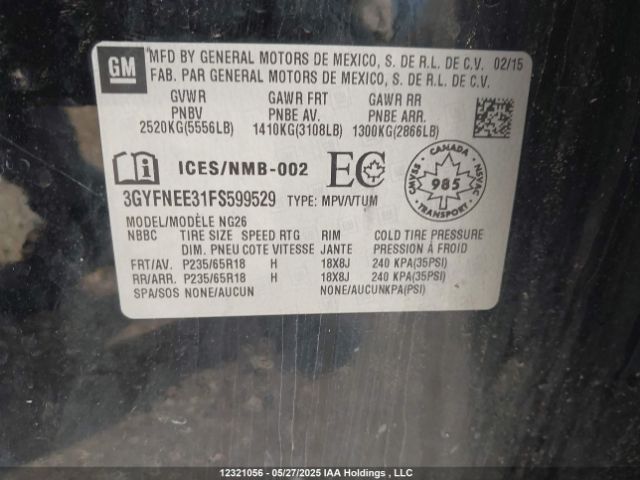 GM
MFD BY GENERAL MOTORS DE MEXICO, S. DE R.L. DE C.V. 02/15
FAB. PAR GENERAL MOTORS DE MEXICO, S. DE R.L. DE C.V.
GVWR GAWR FRT GAWR RR
PNBV PNBE AV. PNBE ARR.
2520KG(5556LB) 1410KG(3108LB) 1300KG(2866LB)
i ICES/NMB-002 EC
CANADA
CMVSS 985 NSVAC
TRANSPORT
3GYFNEE31FS599529 TYPE: MPV/VTUM
MODEL/MODÈLE NG26
NBBC TIRE SIZE SPEED RTG RIM COLD TIRE PRESSURE
DIM. PNEU COTE VITESSE JANTE PRESSION À FROID
FRT/AV. P235/65R18 H 18X8J 240 KPA(35PSI)
RR/ARR. P235/65R18 H 18X8J 240 KPA(35PSI)
SPA/SOS NONE/AUCUN NONE/AUCUNKPA(PSI)
12321056 - 05/27/2025 IAA Holdings , LLC